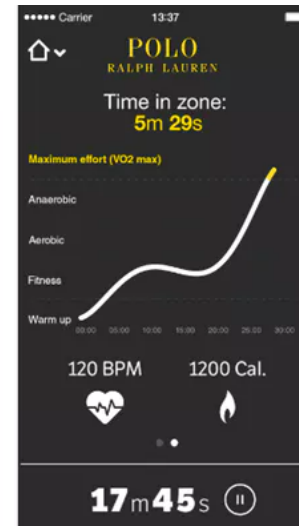 Carrier 13:37
POLO
RALPH LAUREN
Time in zone:
5m 29s
Maximum effort (VO2 max)
Anaerobic
Aerobic
Fitness
Warm up
00:00 05:00 10:00 15:00 20:00 25:00 30:00
120 BPM 1200 Cal.
17m45s